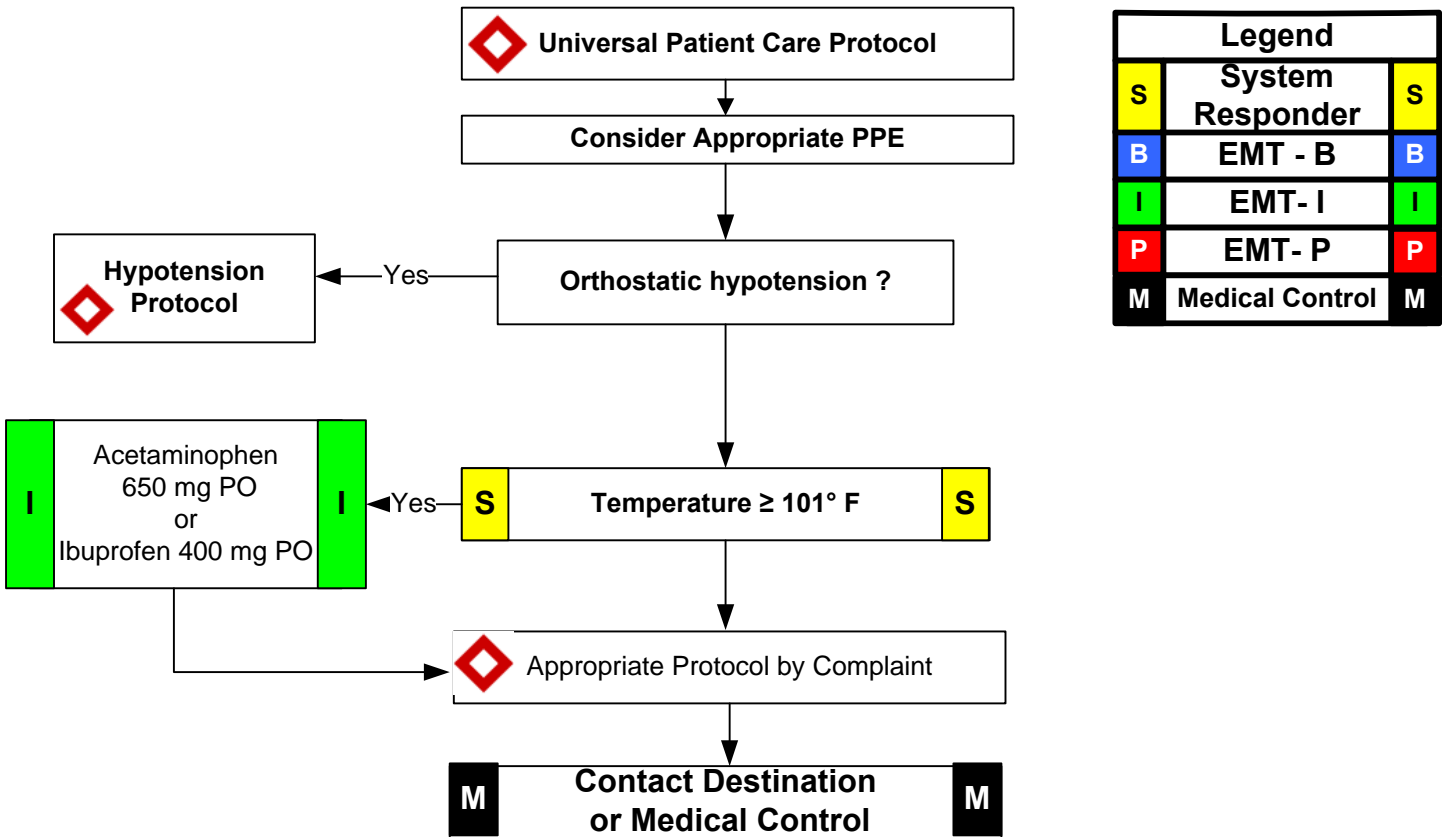 Universal Patient Care Protocol
Consider Appropriate PPE
Hypotension
Protocol
Yes
Orthostatic hypotension ?
I
Acetaminophen
650 mg PO
or
Ibuprofen 400 mg PO
I
Yes
S
Temperature ≥ 101° F
S
Appropriate Protocol by Complaint
M
Contact Destination
or Medical Control
M
Legend
S
System
Responder
S
B
EMT - B
B
I
EMT- I
I
P
EMT- P
P
M
Medical Control
M